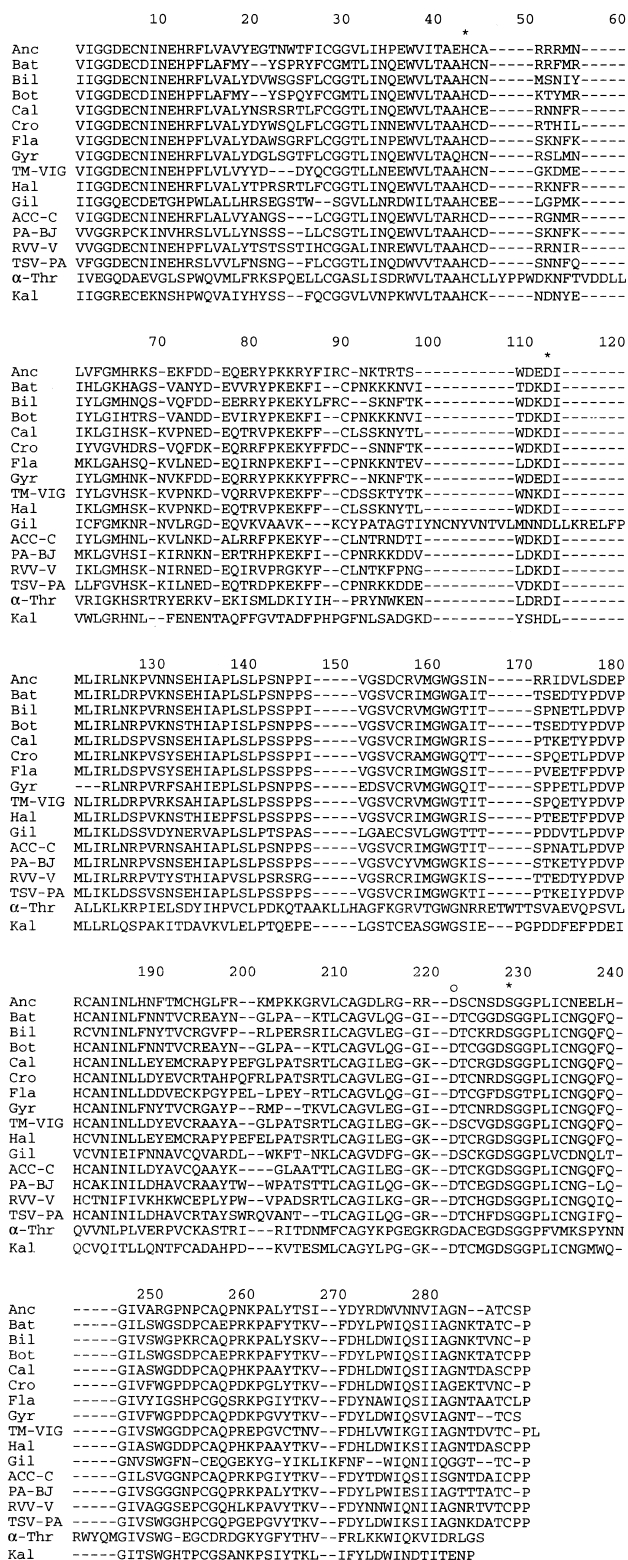 10 20 30 40 50 60
*
Anc VIGGDECNINEHRFLVAVYEGTNWTFICGGVLIHPEWVITAEHCA-----RRRMN-----
Bat VIGGDECDINEHPFLAFMY--YSPRYFCGMTLINQEWVLTAAHCN-----RRFMR-----
Bil IIGGDECNINEHRFLVALYDVWSGSFLCGGTLINQEWVLTAAHCN-----MSNIY-----
Bot VIGGDECDINEHPFLAFMY--YSPQYFCGMTLINQEWVLTAAHCD-----KTYMR-----
Cal VIGGDECNINEHRFLVALYNSRSRTLFCGGTLINQEWVLTAAHCE-----RNNFR-----
Cro VIGGDECNINEHRFLVALYDYWSQLFLCGGTLINNEWVLTAAHCD-----RTHIL-----
Fla VIGGDECNINEHRFLVALYDAWSGRFLCGGTLINPEWVLTAAHCD-----SKNFK-----
Gyr VIGGDECNINEHRFLVALYDGLSGTFLCGGTLINQEWVLTAQHCN-----RSLMN-----
TM-VIG VIGGDECNINEHPFLVLVYYD--DYQCGGTLLNEEWVLTAAHCN-----GKDME-----
Hal IIGGDECNINEHRFLVALYTPRSRTLFCGGTLINQEWVLTAAHCD-----RKNFR-----
Gil IIGGQECDETGHPWLALLHRSEGSTW--SGVLLNRDWILTAAHCEE----LGPMK-----
ACC-C VIGGDECNINEHRFLALVYANGS---LCGGTLINQEWVLTARHCD-----RGNMR-----
PA-BJ VVGGRPCKINVHRSLVLLYNSSS---LCGGTLINQEWVLTAAHCD-----SKNFK-----
RVV-V VVGGDECNINEHPFLVALYTSTSSTIHCGGALINREWVLTAAHCD-----RRNIR-----
TSV-PA VFGGDECNINEHRSLVVLFNSNG-FLCGGTLINQDWVVTAAHCD-----SNNFQ-----
α-Thr IVEGQDAEVGLSPWQVMLFRKSPQELLCGASLISDRWVLTAAHCLLYPPWDKNFTVDDLL
Kal IIGGRECEKNSHPWQVAIYHYSS--FQCGGVLVNPKWVLTAAHCK-----NDNYE-----
70 80 90 100 110 120
*
Anc LVFGMHRKS-EKFDD-EQERYPKKRYFIRC-NKTRTS-----------WDEDI-------
Bat IHLGKHAGS-VANYD-EVVRYPKEKFI--CPNKKKNVI----------TDKDI-------
Bil IYLGMHNQS-VQFDD-EERRYPKEKYLFRC--SKNFTK----------WDKDI-------
Bot IYLGIHTRS-VANDD-EVIRYPKEKFI--CPNKKKNVI----------TDKDI-------
Cal IKLGIHSK-KVPNED-EQTRVPKEKFF--CLSSKNYTL----------WDKDI-------
Cro IYVGVHDRS-VQFDK-EQRRFPKEKYFFDC-SNNFTK-----------WDKDI-------
Fla MKLGAHSQ-KVLNED-EQIRNPKEKFI--CPNKKNTEV----------LDKDI-------
Gyr IYLGMHNK-NVKFDD-EQRRYPKKKYFFRC-NKNFTK-----------WDEDI-------
TM-VIG IYLGVHSK-KVPNKD-VQRRVPKEKFF--CDSSKTYTK----------WNKDI-------
Hal IKLGMHSK-KVPNED-EQTRVPKEKFF--CLSSKNYTL----------WDKDI-------
Gil ICFGMKNR-NVLRGD-EQVKVAAVK---KCYPATAGTIYNCNYVNTVLMNNDLLKRELFP
ACC-C IYLGMHNL-KVLNKD-ALRRFPKEKYF--CLNTRNDTI----------WDKDI-------
PA-BJ MKLGVHSI-KIRNKN-ERTRHPKEKFI--CPNRKKDDV----------LDKDI-------
RVV-V IKLGMHSK-NIRNED-EQIRVPRGKYF--CLNTKFPNG----------LDKDI-------
TSV-PA LLFGVHSK-KILNED-EQTRDPKEKFF--CPNRKKDDE----------VDKDI-------
α-Thr VRIGKHSRTRYERKV-EKISMLDKIYIH--PRYNWKEN----------LDRDI-------
Kal VWLGRHNL--FENENTAQFFGVTADFPHPGFNLSADGKD---------YSHDL-------
130 140 150 160 170 180
Anc MLIRLNKPVNNSEHIAPLSLPSNPPI-----VGSDCRVMGWGSIN-----RRIDVLSDEP
Bat MLIRLDRPVKNSEHIAPLSLPSNPPS-----VGSVCRIMGWGAIT-----TSEDTYPDVP
Bil MLIRLNRPVKNSTHIAPLSLPSNPPS-----VGSVCRVMGWGTIT-----SPNETLPDVP
Bot MLIRLNRPVKNSTHIAPISLPSNPPS-----VGSVCRIMGWGAIT-----TSEDTYPDVP
Cal MLIRLDSPVSNSEHIAPLSLPSSPPS-----VGSVCRIMGWGRIS-----PTKETYPDVP
Cro MLIRLNKPVSYSEHIAPLSLPSSPPI-----VGSVCRAMGWGQTT-----SPQETLPDVP
Fla MLIRLDSPVSYSEHIAPLSLPSSPPS-----VGSVCRIMGWGSIT-----PVEETFPDVP
Gyr ---RLNRPVRFSAHIEPLSLPSNPPS-----EDSVCRVMGWGQIT-----SPPETLPDVP
TM-VIG NLIRLDRPVRKSAHIEPLSLPSSPPS-----VGSVCRVMGWGTIT-----SPQETYPDVP
Hal MLIRLDSPVKNSTHIEPFSLPSSPPS-----VGSVCRIMGWGRIS-----PTEETFPDVP
Gil MLIKLDSSVDYNERVAPLSLPTSPAS-----LGAECSVLGWGTTT-----PDDVTLPDVP
ACC-C MLIRLNRPVRNSAHIAPLSLPSNPPS-----VGSVCRIMGWGTIT-----SPNATLPDVP
PA-BJ MLIRLNRPVSNSEHIAPLSLPSSPPS-----VGSVCYVMGWGKIS-----STKETYPDVP
RVV-V MLIRLRRPVTYSTHIAPVSLPSRSRG-----VGSRCRIMGWGKIS-----TTEDTYPDVP
TSV-PA MLIKLDSSVSNSEHIAPLSLPSSPPS-----VGSVCRIMGWGKTI-----PTKEIYPDVP
α-Thr ALLKLKRPIELSDYIHPVCLPDKQTAAKLLHAGFKGRVTGWGNRRETWTTSVAEVQPSVL
Kal MLLRLQSPAKITDAVKVLELPTQEPE-----LGSTCEASGWGSIE----PGPDDFEFPDEI
190 200 210 220 230 240
○ *
Anc RCANINLHNFTMCHGLFR--KMPKKGRVLCAGDLRG-RR--DSCNSDSGGPLICNEELH-
Bat HCANINLFNNTVCREAYN---GLPA--KTLCAGVLQG-GI--DTCGGDSGGPLICNGQFQ-
Bil RCVNINLFNYTVCRGVFP--RLPERSRILCAGVLEG-GI--DTCKRDSGGPLICNGQFQ-
Bot HCANINLFNNTVCREAYN---GLPA--KTLCAGVLQG-GI--DTCGGDSGGPLICNGQFQ-
Cal HCANINLLEYEMCRAPYPEFGLPATSRTLCAGILEG-GK--DTCRGDSGGPLICNGQFQ-
Cro HCANINLLDYEVCRTAHPQFRLPATSRTLCAGVLEG-GI--DTCNRDSGGPLICNGQFQ-
Fla HCANINLLDDVECKPGYPEL-LPEY--RTLCAGVLQG-GI--DTCGFDSGTPLICNGQFQ-
Gyr HCANINLFNYTVCRGAYP--RMP--TKVLCAGVLEG-GI--DTCNRDSGGPLICNGQFQ-
TM-VIG HCANINLLDYEVCRAAYA--GLPATSRTLCAGILEG-GK--DSCVGDSGGPLICNGQFQ-
Hal HCVNINLLEYEMCRAPYPEFELPATSRTLCAGILEG-GK--DTCRGDSGGPLICNGQFQ-
Gil VCVNIEIFNNAVCQVARDL--WKFT-NKLCAGVDFG-GK--DSCKGDSGGPLVCDNQLT-
ACC-C HCANINILDYAVCQAAYK----GLAATTLCAGILEG-GK--DTCKGDSGGPLICNGQFQ-
PA-BJ HCAKINILDHAVCRAAYTW--WPATSTTLCAGILQG-GK--DTCEGDSGGPLICNG-LQ-
RVV-V HCTNIFIVKHKWCEPLYPW--VPADSRTLCAGILKG-GR--DTCHGDSGGPLICNGQIQ-
TSV-PA HCANINILDHAVCRTAYSWRQVANT--TLCAGILQG-GR--DTCHFDSGGPLICNGIFQ-
α-Thr QVVNLPLVERPVCKASTRI--RITDNMFCAGYKPGEGKRGDACEGDSGGPFVMKSPYNN
Kal QCVQITLLQNTFCADAHPD--KVTESMLCAGYLPG-GK--DTCMGDSGGPLICNGMWQ-
250 260 270 280
Anc -----GIVARGPNPCAQPNKPALYTSI--YDYRDWVNNVIAGN--ATCSP
Bat -----GILSWGSDPCAEPRKPAFYTKV--FDYLPWIQSIIAGNKTATC-P
Bil -----GIVSWGPKRCAQPNKPALYSKV--FDHLDWIQSIIAGNKTVNC-P
Bot -----GILSWGSDPCAEPRKPAFYTKV--FDYLPWIQSIIAGNKTATCPP
Cal -----GIASWGDDPCAQPHKPAAYTKV--FDHLDWIQSIIAGNTDASCPP
Cro -----GIVFWGPDPCAQPDKPGLYTKV--FDHLDWIQSIIAGEKTVNC-P
Fla -----GIVYIGSHPCGQSRKPGIYTKV--FDYNAWIQSIIAGNTAATCLP
Gyr -----GIVFWGPDPCAQPDKPGVYTKV--FDYLDWIQSVIAGNT--TCS
TM-VIG -----GIVSWGGDPCAQPREPGVCTNV--FDHLVWIKGIIAGNTDVTC-PL
Hal -----GIASWGDDPCAQPHKPAAYTKV--FDHLDWIQSIIAGNTDASCPP
Gil -----GNVSWGFN-CEQGEKYG-YIKLIKFNF--WIQNIIQGGT--TC-P
ACC-C -----GILSVGGNPCAQPRKPGIYTKV--FDYTDWIQSIISGNTDAICPP
PA-BJ -----GIVSGGGNPCGQPRKPALYTKV--FDYLPWIESIIAGTTTATC-P
RVV-V -----GIVAGGSEPCGQHLKPAVYTKV--FDYNNWIQNIIAGNRTVTCPP
TSV-PA -----GIVSWGGHPCGQPGEPGVYTKV--FDYLDWIQSIIAGNKDATCPP
α-Thr RWYQMGIVSWG-EGCDRDGKYGFYTHV--FRLKKWIQKVIDRLGS
Kal -----GITSWGHTPCGSANKPSIYTKL--IFYLDWINDTITENP